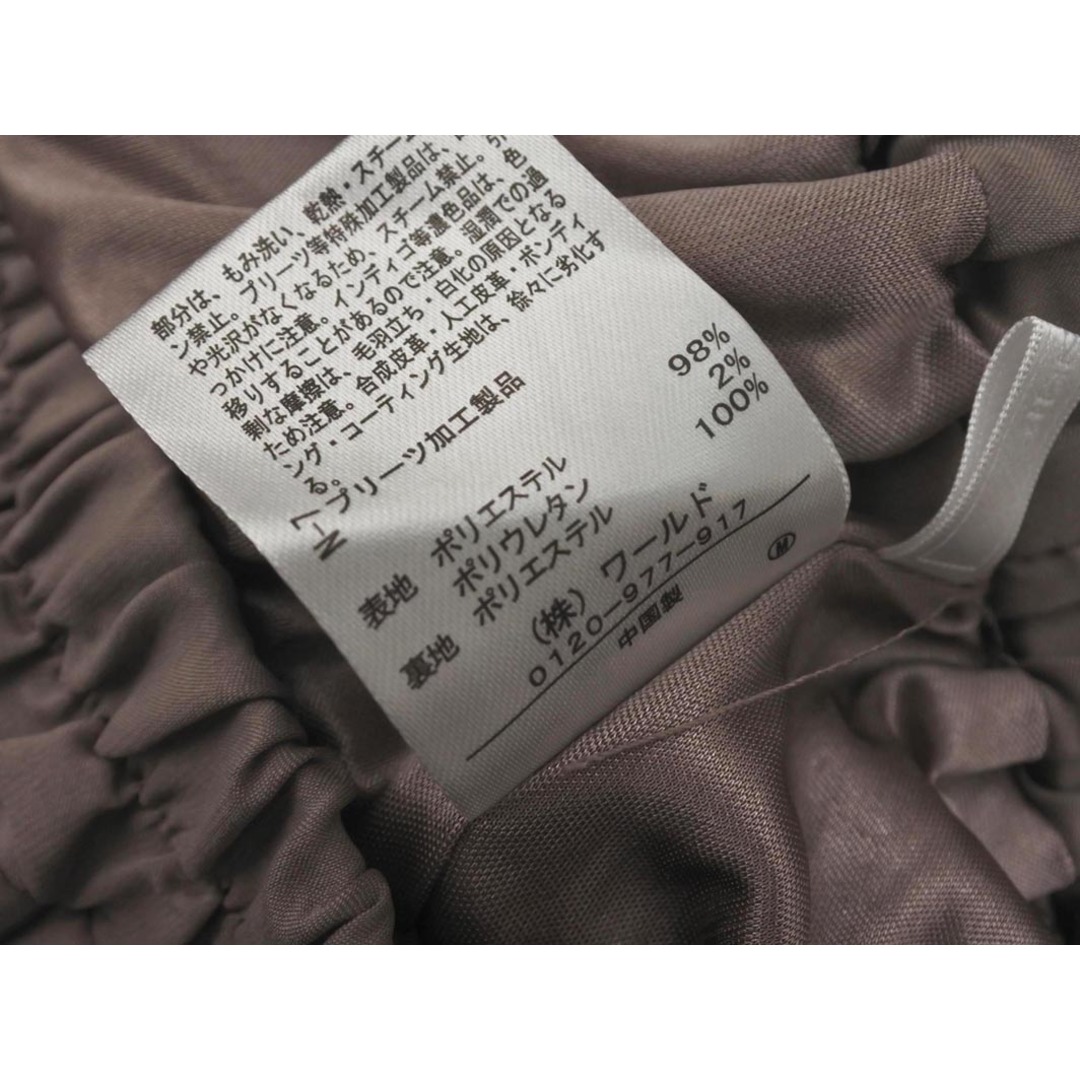 部分は、もみ洗い、乾熱・スチーム
ン禁止。プリーツ等特殊加工製品は、
や光沢がなくなるため、スチーム禁止。引
っかけに注意。インディゴ等濃色品は、色
移りすることがあるので注意。湿潤での過
剰な摩擦は、毛羽立ち・白化の原因となる
ため注意。合成皮革・人工皮革・ボンディ
ング・コーティング生地は、徐々に劣化す
る。
プリーツ加工製品
表地 ポリエステル 98%
ポリウレタン 2%
裏地 ポリエステル 100%
(株) ワールド
0120-977-917
中国製 M